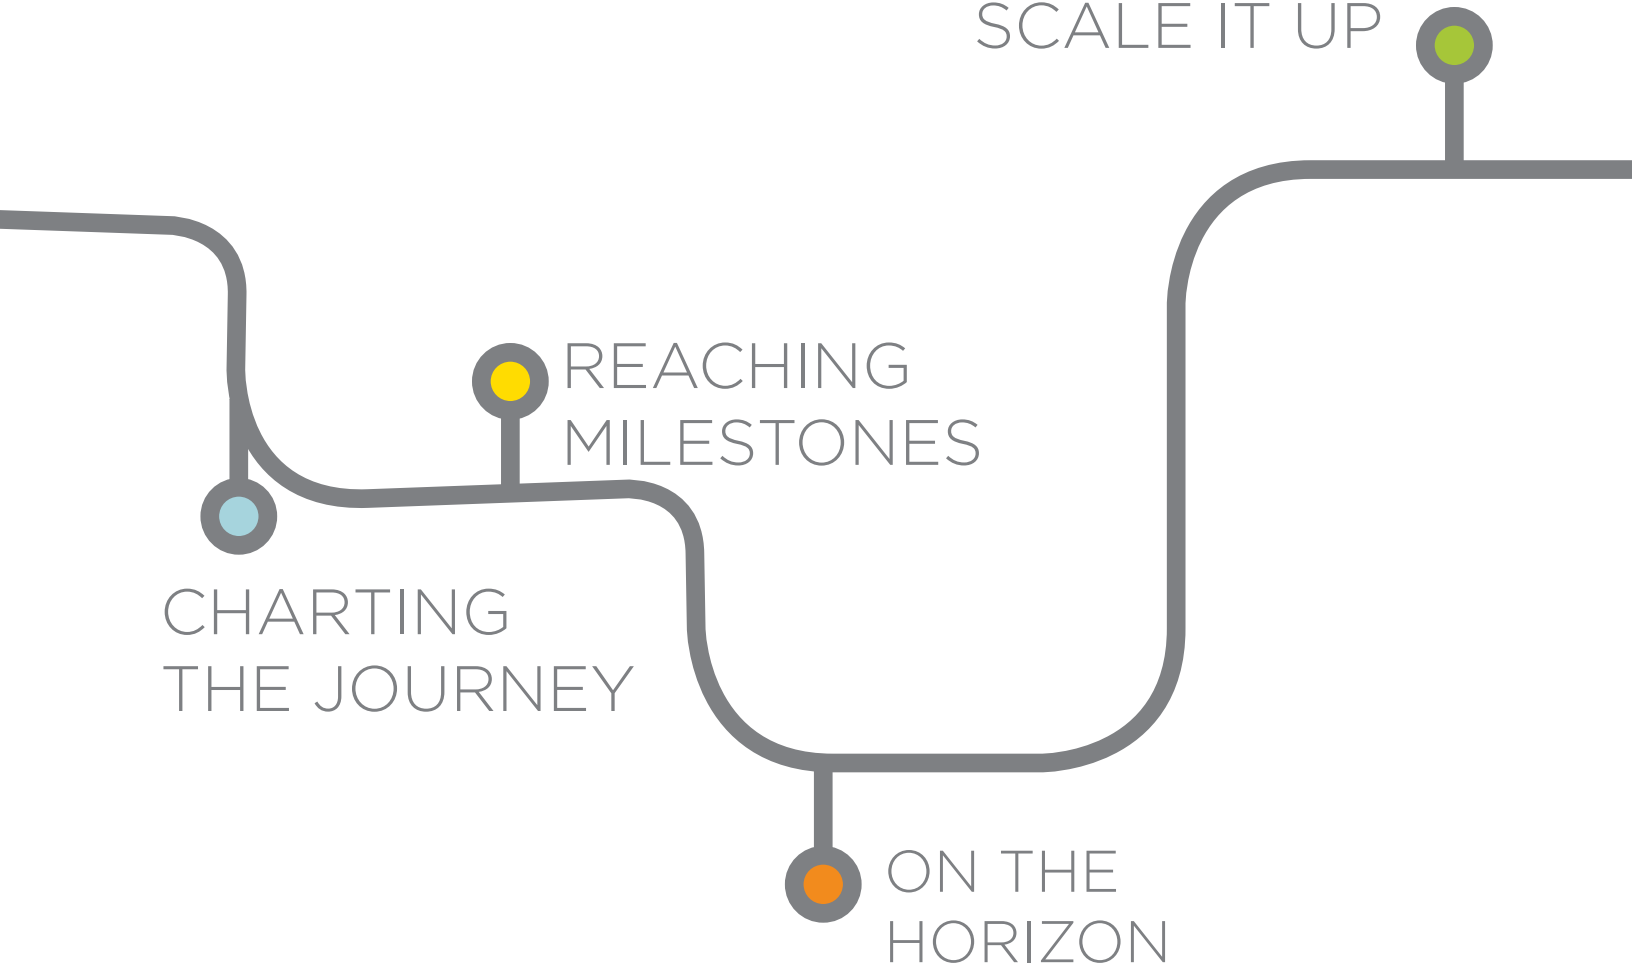 SCALE IT UP
REACHING
MILESTONES
CHARTING
THE JOURNEY
ON THE
HORIZON